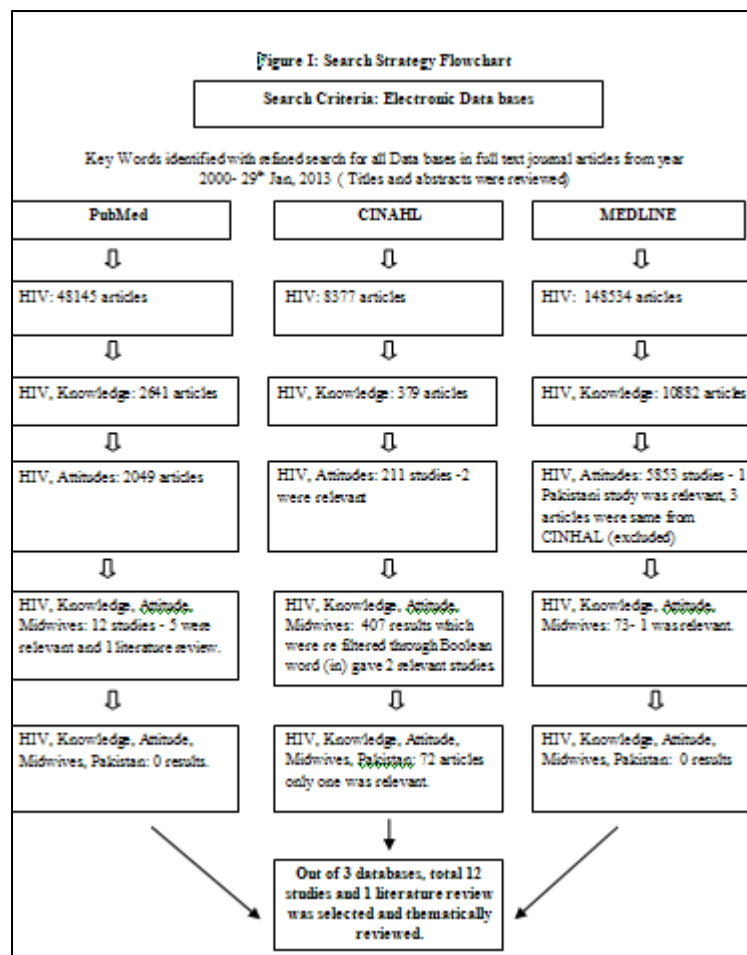 Figure I: Search Strategy Flowchart
Search Criteria: Electronic Data bases
Key Words identified with refined search for all Data bases in full text journal articles from year
2000- 29th Jan, 2013 ( Titles and abstracts were reviewed)
PubMed
HIV: 48145 articles
HIV, Knowledge: 2641 articles
HIV, Attitudes: 2049 articles
HIV, Knowledge, Attitude,
Midwives: 12 studies - 5 were
relevant and 1 literature review.
HIV, Knowledge, Attitude,
Midwives, Pakistan: 0 results.
CINAHL
HIV: 8377 articles
HIV, Knowledge: 379 articles
HIV, Attitudes: 211 studies -2
were relevant
HIV, Knowledge, Attitude,
Midwives: 407 results which
were re filtered through Boolean
word (in) gave 2 relevant studies.
HIV, Knowledge, Attitude,
Midwives, Pakistan: 72 articles
only one was relevant.
MEDLINE
HIV: 148534 articles
HIV, Knowledge: 10882 articles
HIV, Attitudes: 5853 studies - 1
Pakistani study was relevant, 3
articles were same from
CINHAL (excluded)
HIV, Knowledge, Attitude,
Midwives: 73- 1 was relevant.
HIV, Knowledge, Attitude,
Midwives, Pakistan: 0 results
Out of 3 databases, total 12
studies and 1 literature review
was selected and thematically
reviewed.